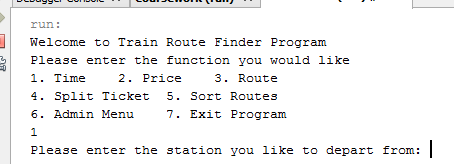 Debugger Console CourseWork (run)
run:
Welcome to Train Route Finder Program
Please enter the function you would like
1. Time 2. Price 3. Route
4. Split Ticket 5. Sort Routes
6. Admin Menu 7. Exit Program
1
Please enter the station you like to depart from: